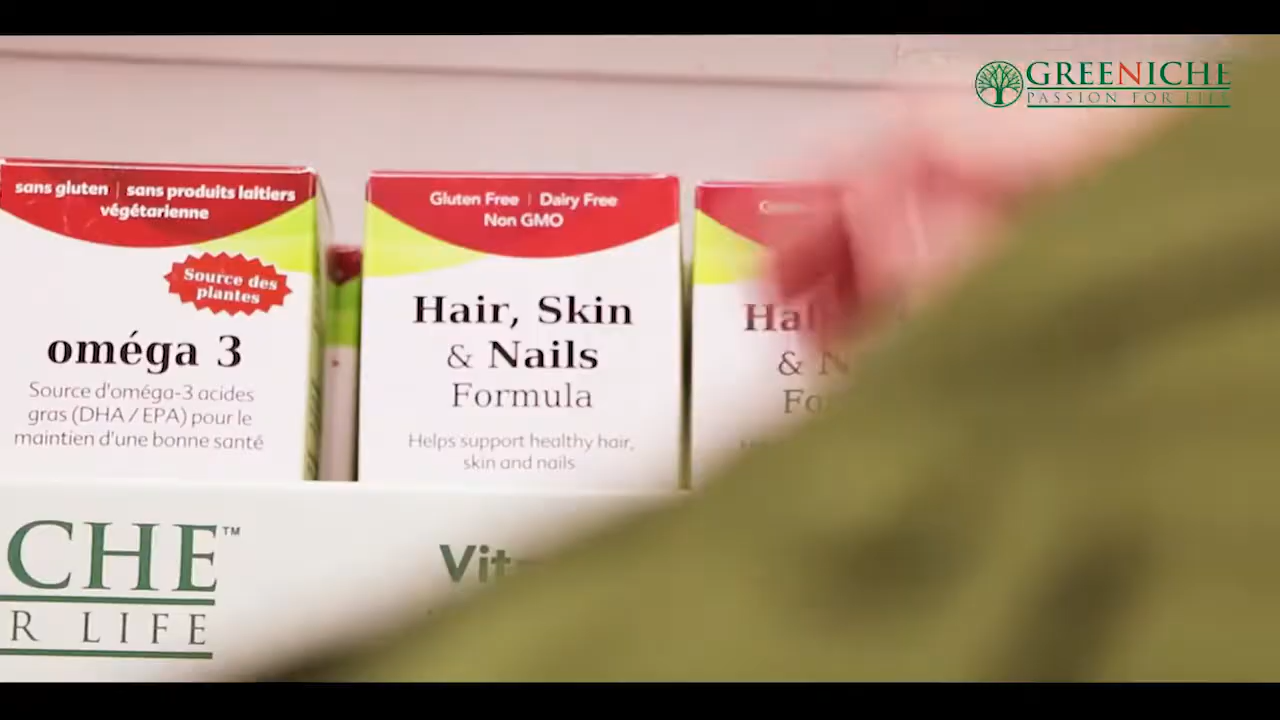 GREENICHE
PASSION FOR LIFE
sans gluten | sans produits laitiers
végétarienne
Source des
plantes
oméga 3
Source d'oméga-3 acides
gras (DHA / EPA) pour le
maintien d'une bonne santé
Gluten Free | Dairy Free
Non GMO
Hair, Skin
& Nails
Formula
Helps support healthy hair,
skin and nails
&
CHE™
R LIFE